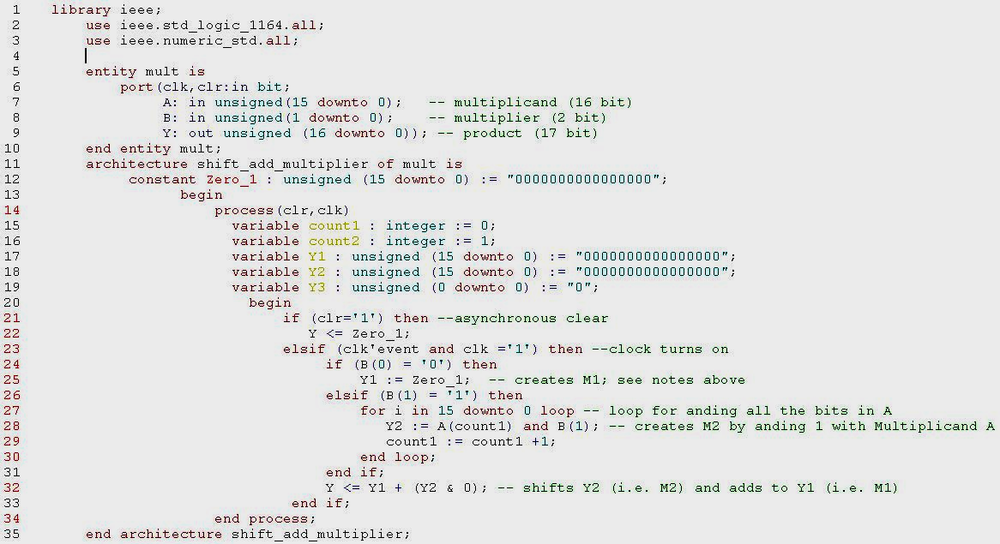 1 library ieee;
2 use ieee.std_logic_1164.all;
3 use ieee.numeric_std.all;
4
5 entity mult is
6 port(clk,clr:in bit;
7 A: in unsigned(15 downto 0); -- multiplicand (16 bit)
8 B: in unsigned(1 downto 0); -- multiplier (2 bit)
9 Y: out unsigned (16 downto 0)); -- product (17 bit)
10 end entity mult;
11 architecture shift_add_multiplier of mult is
12 constant Zero_1 : unsigned (15 downto 0) := "0000000000000000";
13 begin
14 process(clr,clk)
15 variable count1 : integer := 0;
16 variable count2 : integer := 1;
17 variable Y1 : unsigned (15 downto 0) := "0000000000000000";
18 variable Y2 : unsigned (15 downto 0) := "0000000000000000";
19 variable Y3 : unsigned (0 downto 0) := "0";
20 begin
21 if (clr='1') then --asynchronous clear
22 Y <= Zero_1;
23 elsif (clk'event and clk ='1') then --clock turns on
24 if (B(0) = '0') then
25 Y1 := Zero_1; -- creates M1; see notes above
26 elsif (B(1) = '1') then
27 for i in 15 downto 0 loop -- loop for anding all the bits in A
28 Y2 := A(count1) and B(1); -- creates M2 by anding 1 with Multiplicand A
29 count1 := count1 +1;
30 end loop;
31 end if;
32 Y <= Y1 + (Y2 & 0); -- shifts Y2 (i.e. M2) and adds to Y1 (i.e. M1)
33 end if;
34 end process;
35 end architecture shift_add_multiplier;